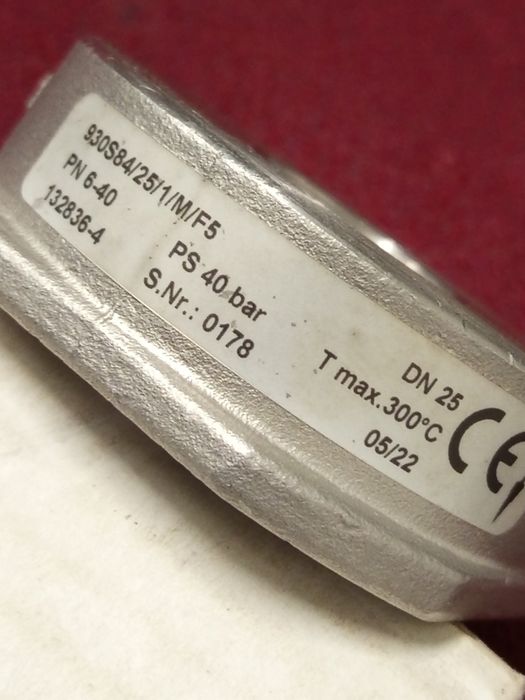 930S84/25/1/M/F5
PN 6-40 PS 40 bar DN 25
132836-4 S.Nr.: 0178 T max.300°C
05/22
CE